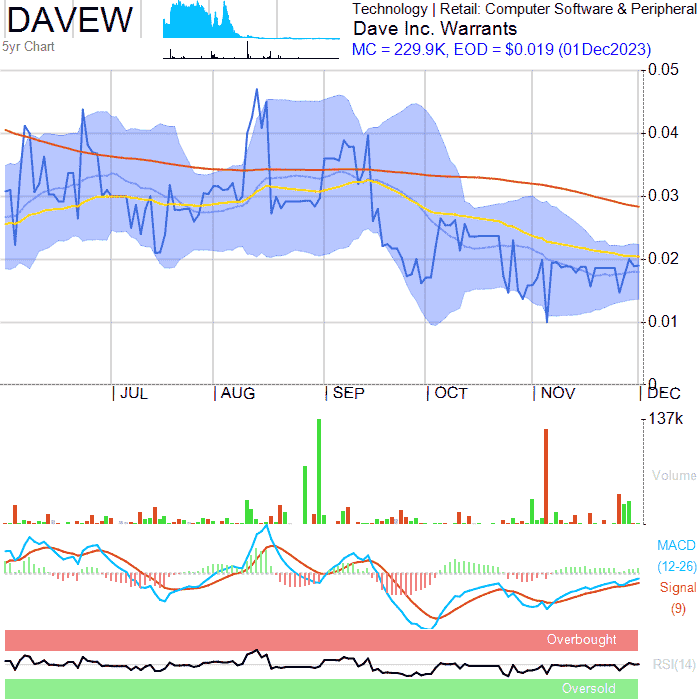 DAVEW
5yr Chart
Technology | Retail: Computer Software & Peripheral
Dave Inc. Warrants
MC = 229.9K, EOD = $0.019 (01Dec2023)
0.05
0.04
0.03
0.02
0.01
0
JUL AUG SEP OCT NOV DEC
137k
Volume
MACD
(12-26)
Signal
(9)
Overbought
RSI(14)
Oversold